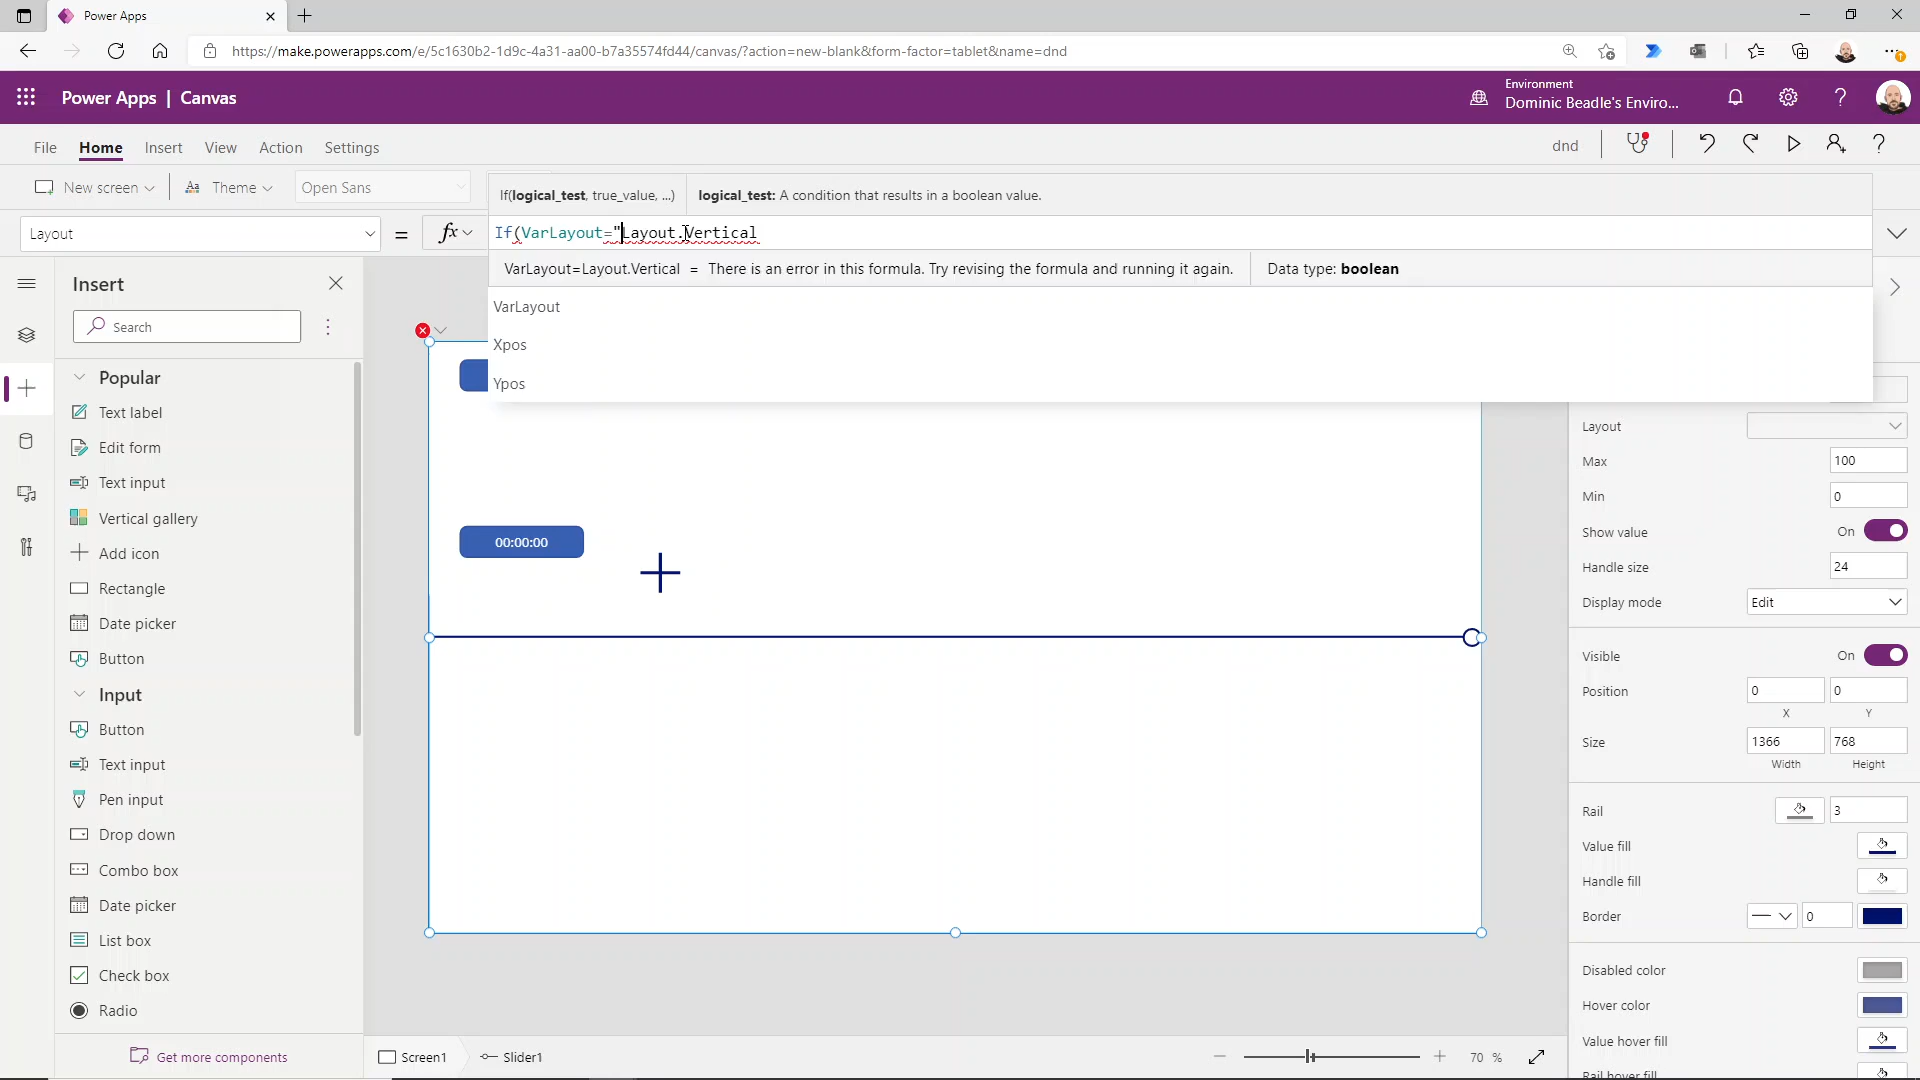 Power Apps
https://make.powerapps.com/e/5c1630b2-1d9c-4a31-aa00-b7a35574fd44/canvas/?action=new-blank&form-factor=tablet&name=dnd
Power Apps | Canvas
Environment
Dominic Beadle's Enviro...
File
Home
Insert
View
Action
Settings
dnd
New screen
Theme
Open Sans
If(logical_test, true_value, ...)
logical_test: A condition that results in a boolean value.
Layout
=
fx
If(VarLayout="Layout.Vertical
VarLayout=Layout.Vertical = There is an error in this formula. Try revising the formula and running it again.
Data type: boolean
VarLayout
Xpos
Ypos
Insert
Search
Popular
Text label
Edit form
Text input
Vertical gallery
Add icon
Rectangle
Date picker
Button
Input
Button
Text input
Pen input
Drop down
Combo box
Date picker
List box
Check box
Radio
Get more components
00:00:00
Layout
Max
100
Min
0
Show value
On
Handle size
24
Display mode
Edit
Visible
On
Position
0
0
X
Y
Size
1366
768
Width
Height
Rail
3
Value fill
Handle fill
Border
0
Disabled color
Hover color
Value hover fill
Rail hover fill
Screen1
Slider1
70 %